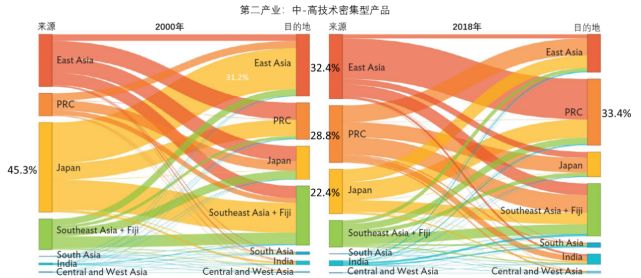 第二产业：中-高技术密集型产品
来源
2000年
目的地
来源
2018年
目的地
East Asia
PRC
Japan
Southeast Asia + Fiji
South Asia
India
Central and West Asia
45.3%
31.2%
East Asia
PRC
Japan
Southeast Asia + Fiji
South Asia
India
Central and West Asia
32.4%
28.8%
22.4%
East Asia
PRC
Japan
Southeast Asia + Fiji
South Asia
India
Central and West Asia
East Asia
PRC
Japan
Southeast Asia + Fiji
South Asia
India
Central and West Asia
33.4%